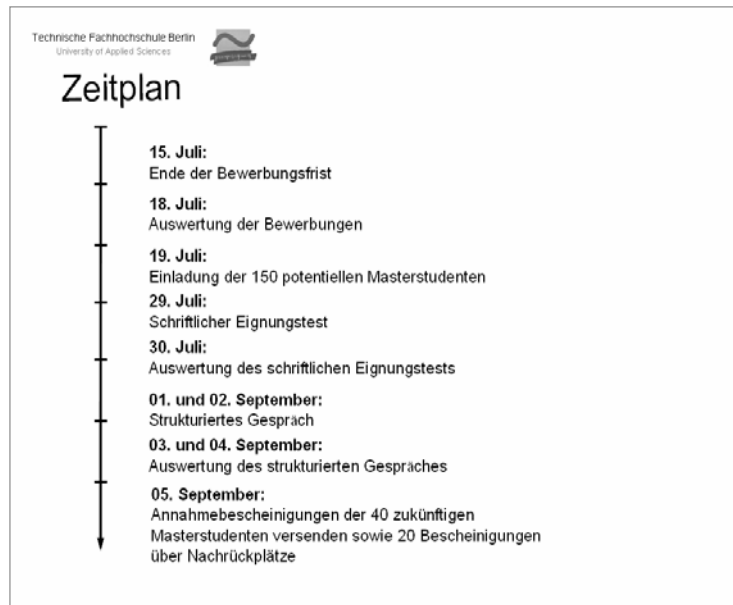 Technische Fachhochschule Berlin
University of Applied Sciences
Zeitplan
15. Juli:
Ende der Bewerbungsfrist
18. Juli:
Auswertung der Bewerbungen
19. Juli:
Einladung der 150 potentiellen Masterstudenten
29. Juli:
Schriftlicher Eignungstest
30. Juli:
Auswertung des schriftlichen Eignungstests
01. und 02. September:
Strukturiertes Gespräch
03. und 04. September:
Auswertung des strukturierten Gespräches
05. September:
Annahmebescheinigungen der 40 zukünftigen
Masterstudenten versenden sowie 20 Bescheinigungen
über Nachrückplätze